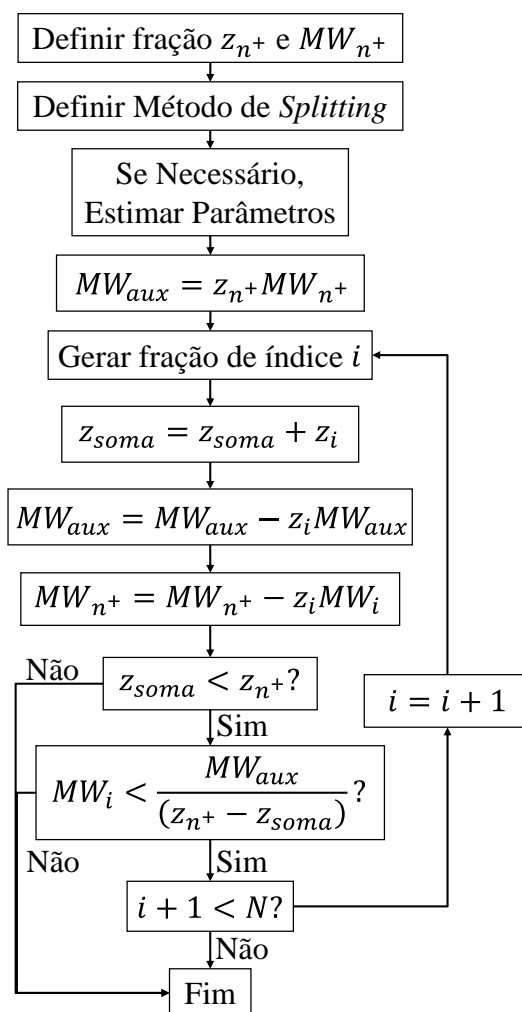 Definir fração $z_{n^+}$ e $MW_{n^+}$
Definir Método de Splitting
Se Necessário,
Estimar Parâmetros
$MW_{aux} = z_{n^+}MW_{n^+}$
Gerar fração de índice $i$
$z_{soma} = z_{soma} + z_i$
$MW_{aux} = MW_{aux} - z_iMW_{aux}$
$MW_{n^+} = MW_{n^+} - z_iMW_i$
Não
$z_{soma} < z_{n^+}?$
$i = i + 1$
Sim
$MW_i < \frac{MW_{aux}}{(z_{n^+} - z_{soma})}?$
Não
Sim
$i + 1 < N?$
Não
Fim